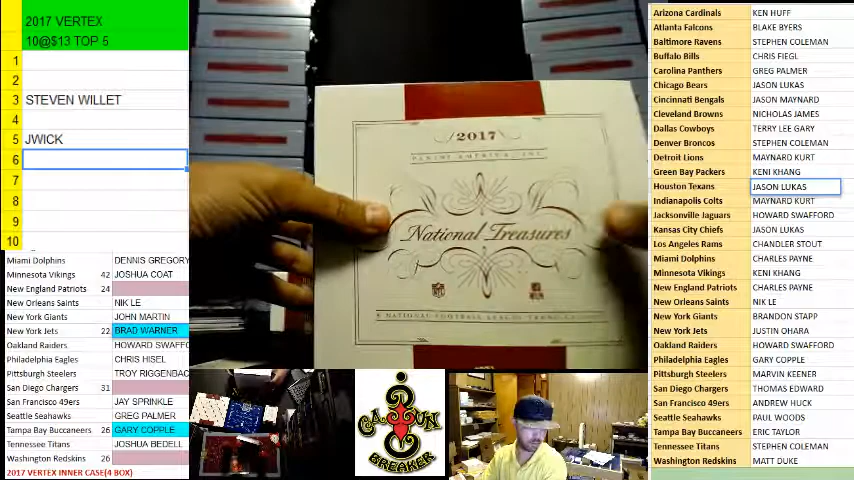 2017 VERTEX
10@$13 TOP 5
1
2
3 STEVEN WILLET
4
5 JWICK
6
7
8
9
10
Miami Dolphins DENNIS GREGORY
Minnesota Vikings 42 JOSHUA COAT
New England Patriots 24
New Orleans Saints NIK LE
New York Giants JOHN MARTIN
New York Jets 22 BRAD WARNER
Oakland Raiders HOWARD SWAFFO
Philadelphia Eagles CHRIS HISEL
Pittsburgh Steelers TROY RIGGENBAC
San Diego Chargers 31
San Francisco 49ers JAY SPRINKLE
Seattle Seahawks GREG PALMER
Tampa Bay Buccaneers 26 GARY COPPLE
Tennessee Titans JOSHUA BEDELL
Washington Redskins 26
2017 VERTEX INNER CASE(4 BOX)
2017
PANINI AMERICA, INC.
National Treasures
NFL
CAJUN
BREAKER
Arizona Cardinals KEN HUFF
Atlanta Falcons BLAKE BYERS
Baltimore Ravens STEPHEN COLEMAN
Buffalo Bills CHRIS FIEGL
Carolina Panthers GREG PALMER
Chicago Bears JASON LUKAS
Cincinnati Bengals JASON MAYNARD
Cleveland Browns NICHOLAS JAMES
Dallas Cowboys TERRY LEE GARY
Denver Broncos STEPHEN COLEMAN
Detroit Lions MAYNARD KURT
Green Bay Packers KENI KHANG
Houston Texans JASON LUKAS
Indianapolis Colts MAYNARD KURT
Jacksonville Jaguars HOWARD SWAFFORD
Kansas City Chiefs JASON LUKAS
Los Angeles Rams CHANDLER STOUT
Miami Dolphins CHARLES PAYNE
Minnesota Vikings KENI KHANG
New England Patriots CHARLES PAYNE
New Orleans Saints NIK LE
New York Giants BRANDON STAPP
New York Jets JUSTIN OHARA
Oakland Raiders HOWARD SWAFFORD
Philadelphia Eagles GARY COPPLE
Pittsburgh Steelers MARVIN KEENER
San Diego Chargers THOMAS EDWARD
San Francisco 49ers ANDREW HUCK
Seattle Seahawks PAUL WOODS
Tampa Bay Buccaneers ERIC TAYLOR
Tennessee Titans STEPHEN COLEMAN
Washington Redskins MATT DUKE